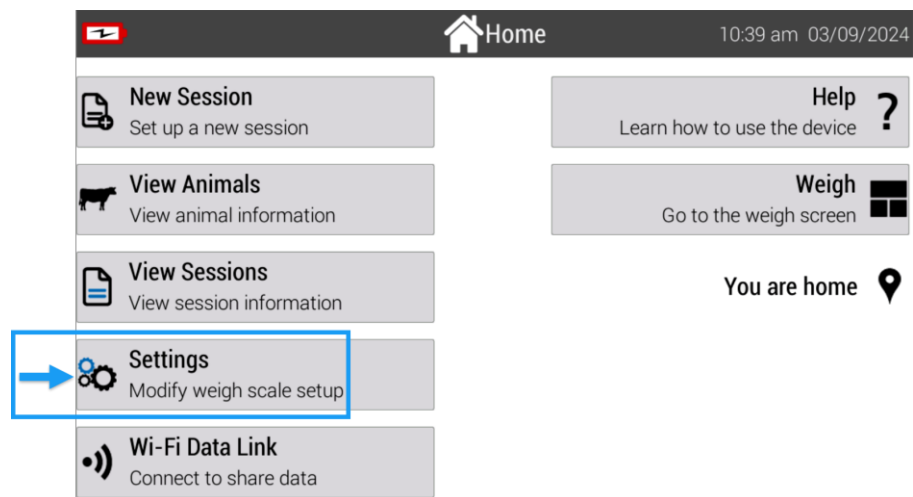 Home
10:39 am 03/09/2024
New Session
Set up a new session
View Animals
View animal information
View Sessions
View session information
Settings
Modify weigh scale setup
Wi-Fi Data Link
Connect to share data
Help
Learn how to use the device
?
Weigh
Go to the weigh screen
You are home